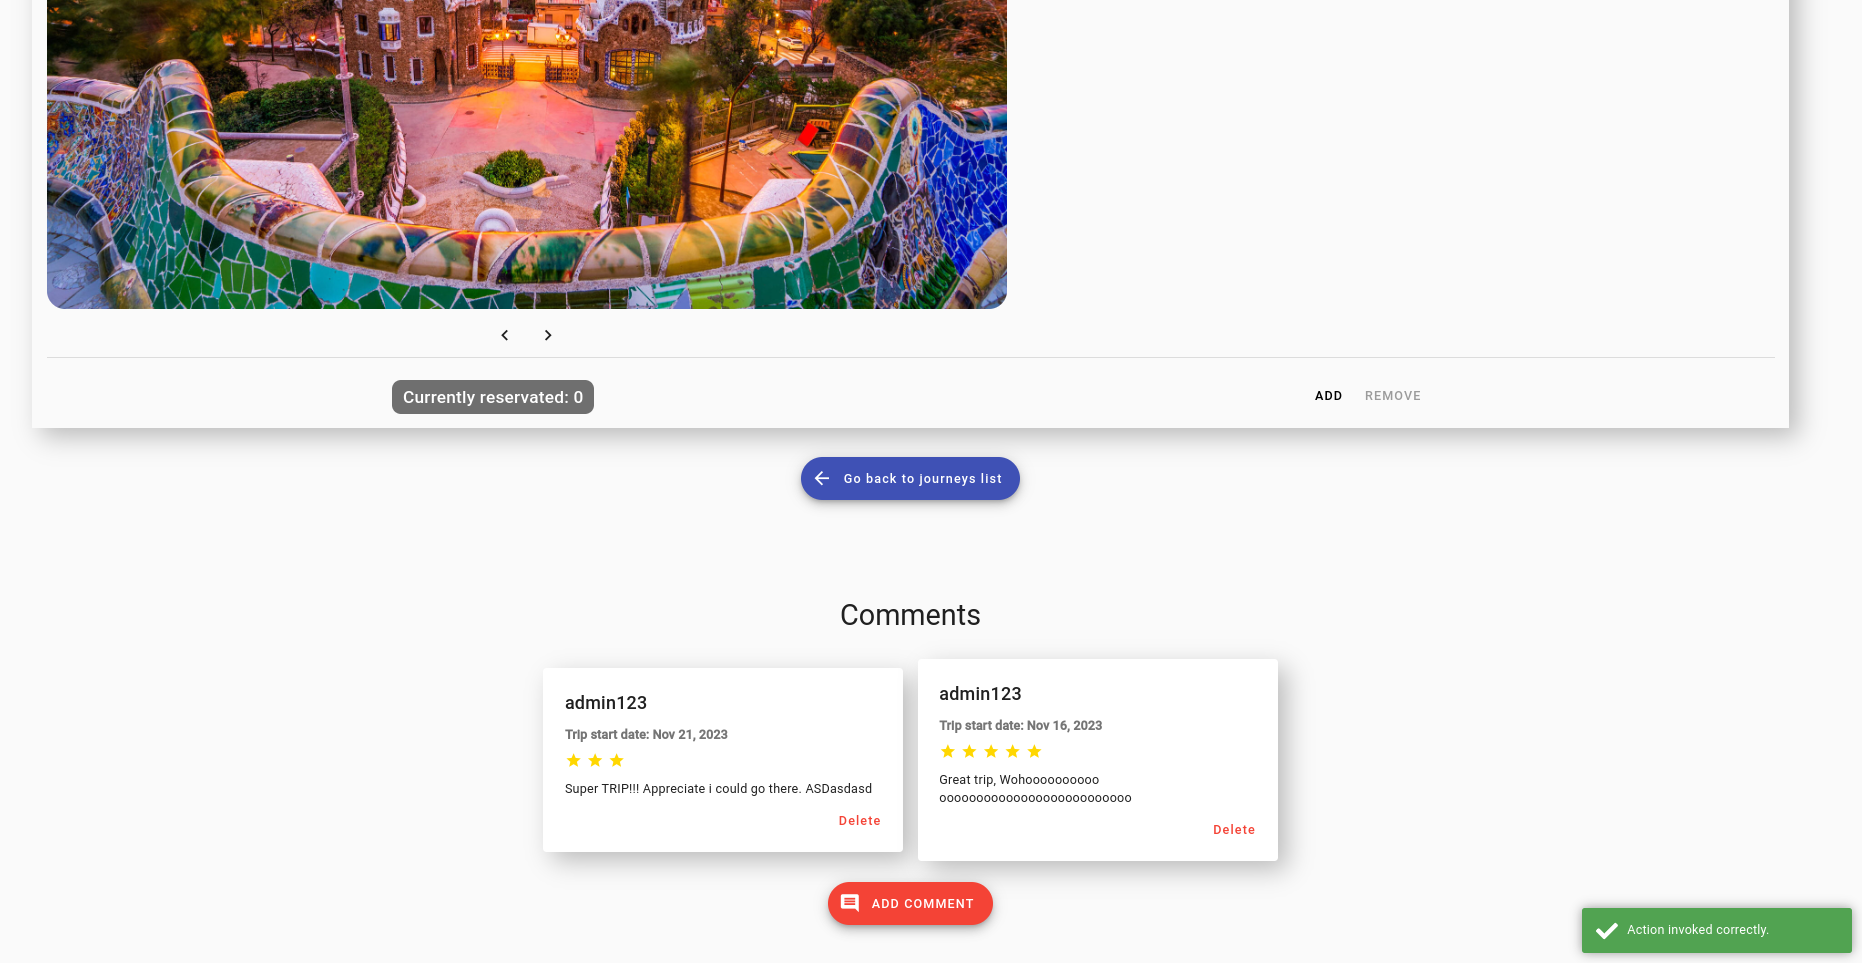 Currently reservated: 0
ADD
REMOVE
Go back to journeys list
Comments
admin123
Trip start date: Nov 21, 2023
Super TRIP!!! Appreciate i could go there. ASDasdasd
Delete
admin123
Trip start date: Nov 16, 2023
Great trip, Wohoooooooooo
oooooooooooooooooooooooooo
Delete
ADD COMMENT
Action invoked correctly.